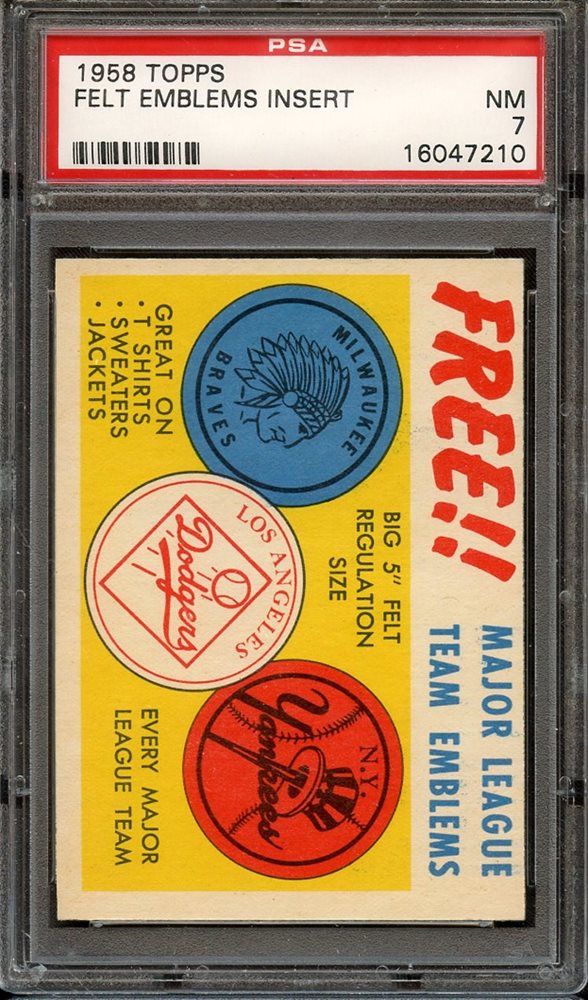 PSA
1958 TOPPS
FELT EMBLEMS INSERT
NM
7
16047210
FREE!!
MAJOR LEAGUE
TEAM EMBLEMS
MILWAUKEE
BRAVES
BIG 5" FELT
REGULATION
SIZE
LOS ANGELES
Dodgers
N.Y.
Yankees
GREAT ON
• T SHIRTS
• SWEATERS
• JACKETS
EVERY MAJOR
LEAGUE TEAM